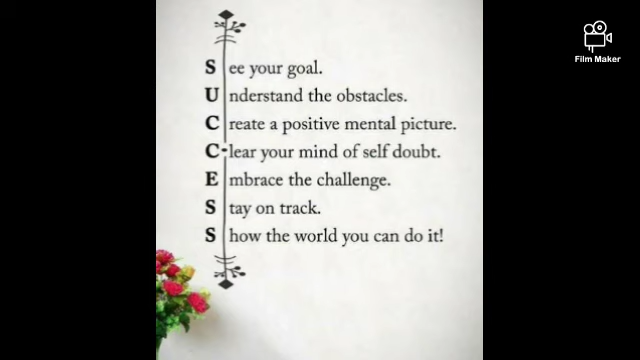 Film Maker
See your goal.
Understand the obstacles.
Create a positive mental picture.
Clear your mind of self doubt.
Embrace the challenge.
Stay on track.
Show the world you can do it!